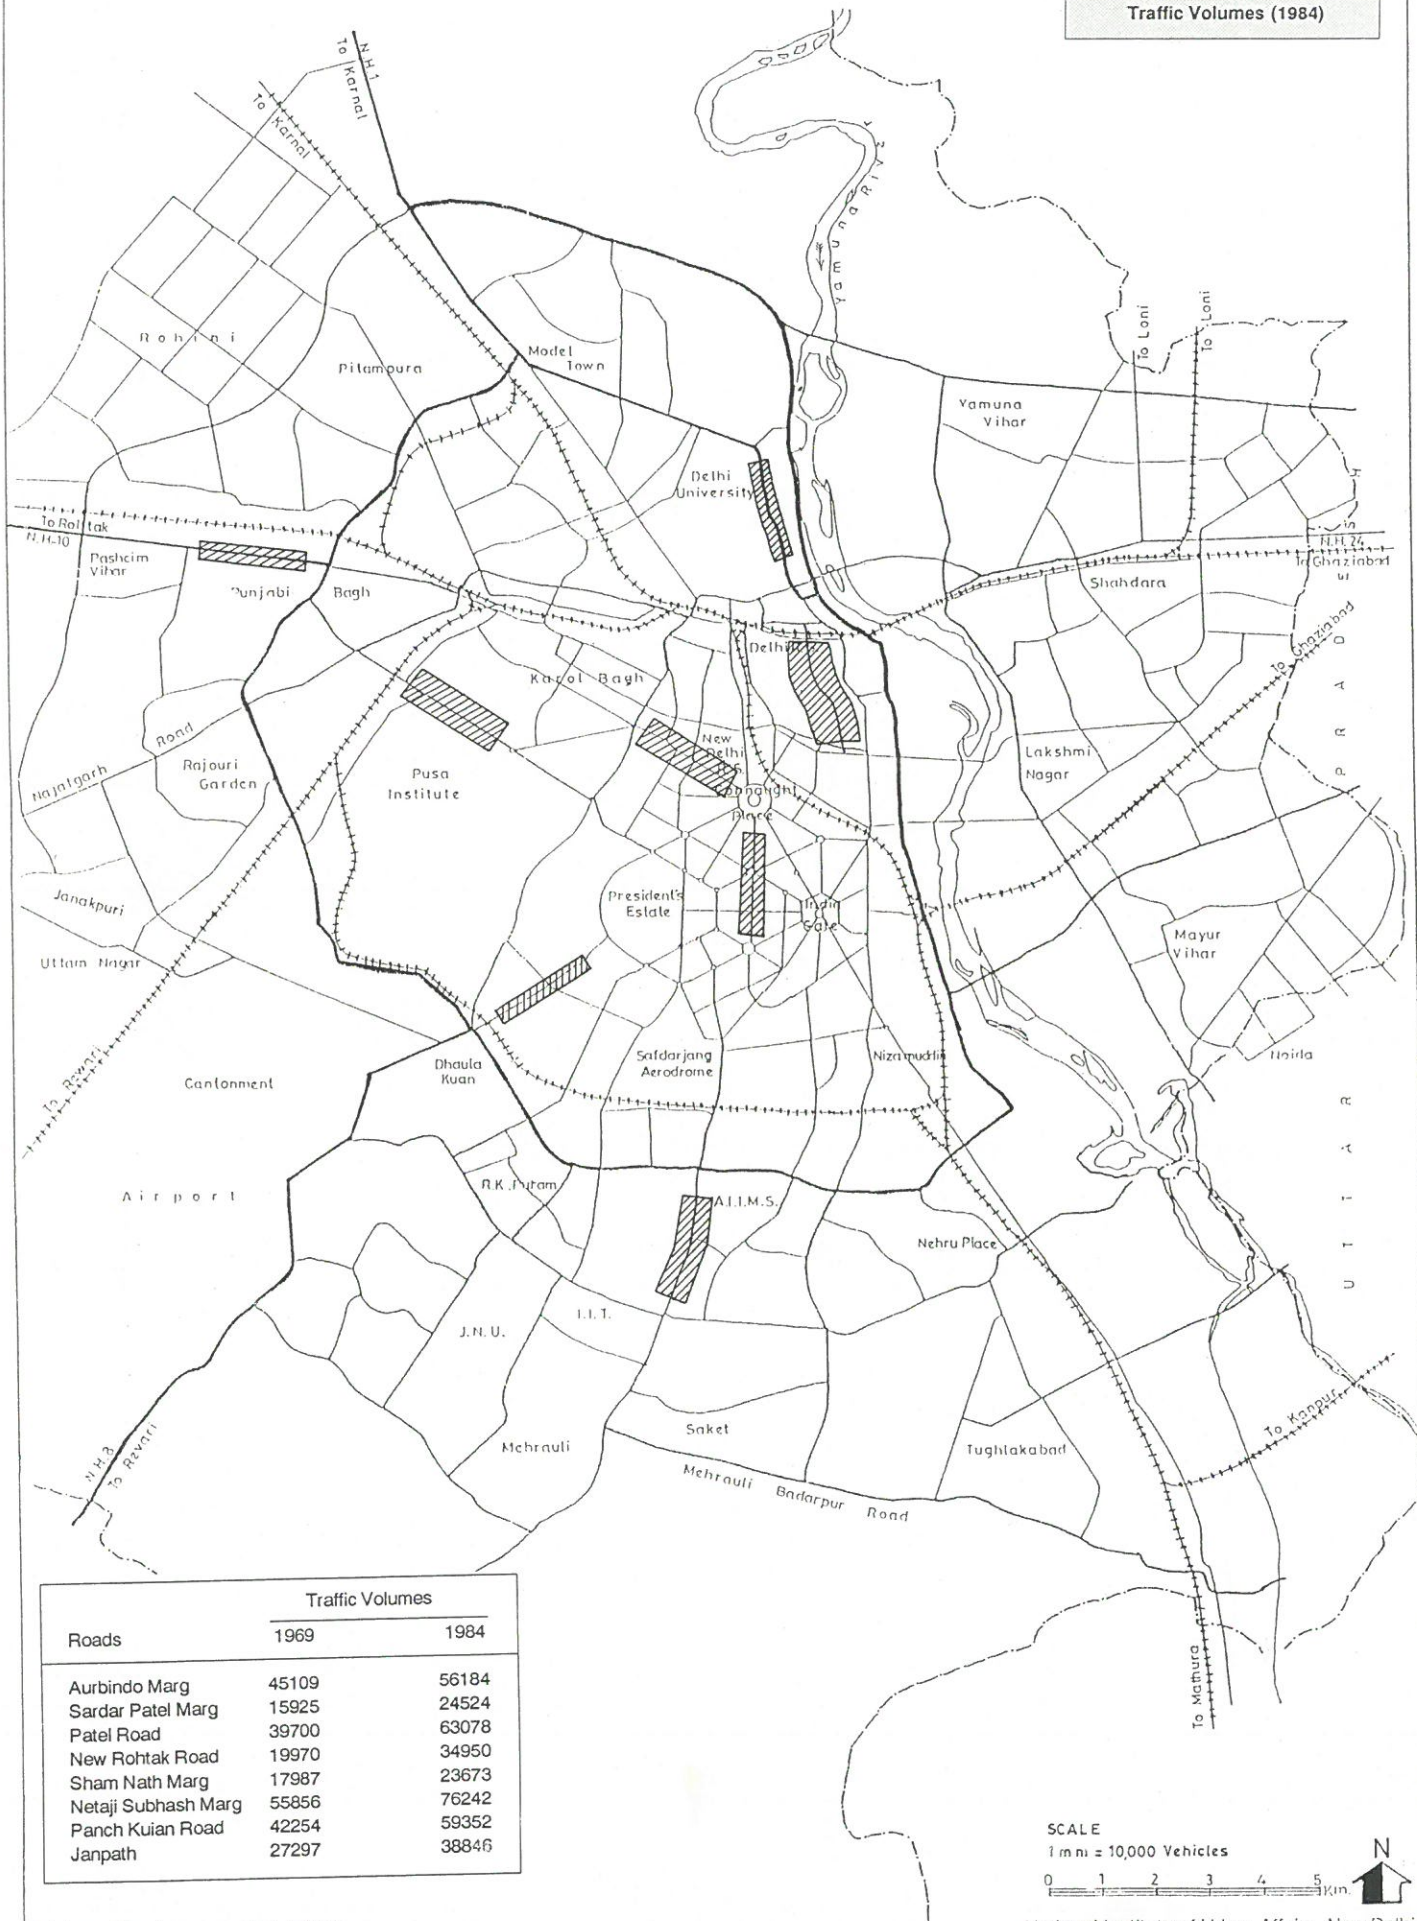 Traffic Volumes (1984)
N.H.1
To Karnal
To Karnal
Yamuna River
To Loni
To Loni
Rohini
Pitampura
Model
Town
Yamuna
Vihar
Delhi
University
To Rohtak
N.H-10
Pashcim
Vihar
Punjabi Bagh
N.H.24
To Ghaziabad
Shahdara
To Ghaziabad
Delhi
Karol Bagh
New
Delhi
Connaught
Place
Najafgarh Road
Rajouri
Garden
Pusa
Institute
Lakshmi
Nagar
Janakpuri
President's
Estate
India
Gate
Mayur
Vihar
Uttam Nagar
Noida
Cantonment
Dhaula
Kuan
Safdarjang
Aerodrome
Nizamuddin
To Rewari
Airport
R.K. Puram
A.I.I.M.S.
Nehru Place
UTTAR PRADESH
J.N.U.
I.I.T.
Mehrauli
Saket
Tughlakabad
To Kanpur
N.H.8
To Revari
Mehrauli Badarpur Road
To Mathura
Traffic Volumes
Roads 1969 1984
Aurbindo Marg 45109 56184
Sardar Patel Marg 15925 24524
Patel Road 39700 63078
New Rohtak Road 19970 34950
Sham Nath Marg 17987 23673
Netaji Subhash Marg 55856 76242
Panch Kuian Road 42254 59352
Janpath 27297 38846
SCALE
1 mm = 10,000 Vehicles
0 1 2 3 4 5 Km.
N